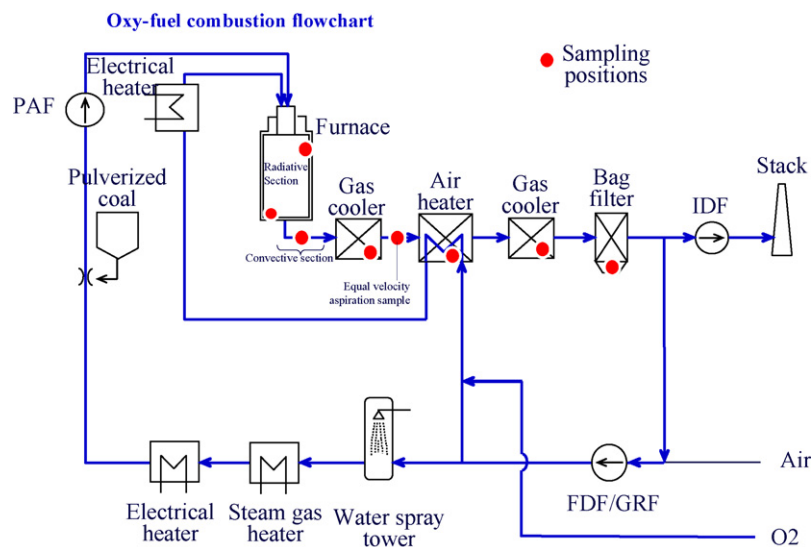 Oxy-fuel combustion flowchart
Sampling
positions
Electrical
heater
PAF
Furnace
Radiative
Section
Pulverized
coal
Gas
cooler
Air
heater
Gas
cooler
Bag
filter
IDF
Stack
Convective section
Equal velocity
aspiration sample
Electrical
heater
Steam gas
heater
Water spray
tower
FDF/GRF
Air
O2